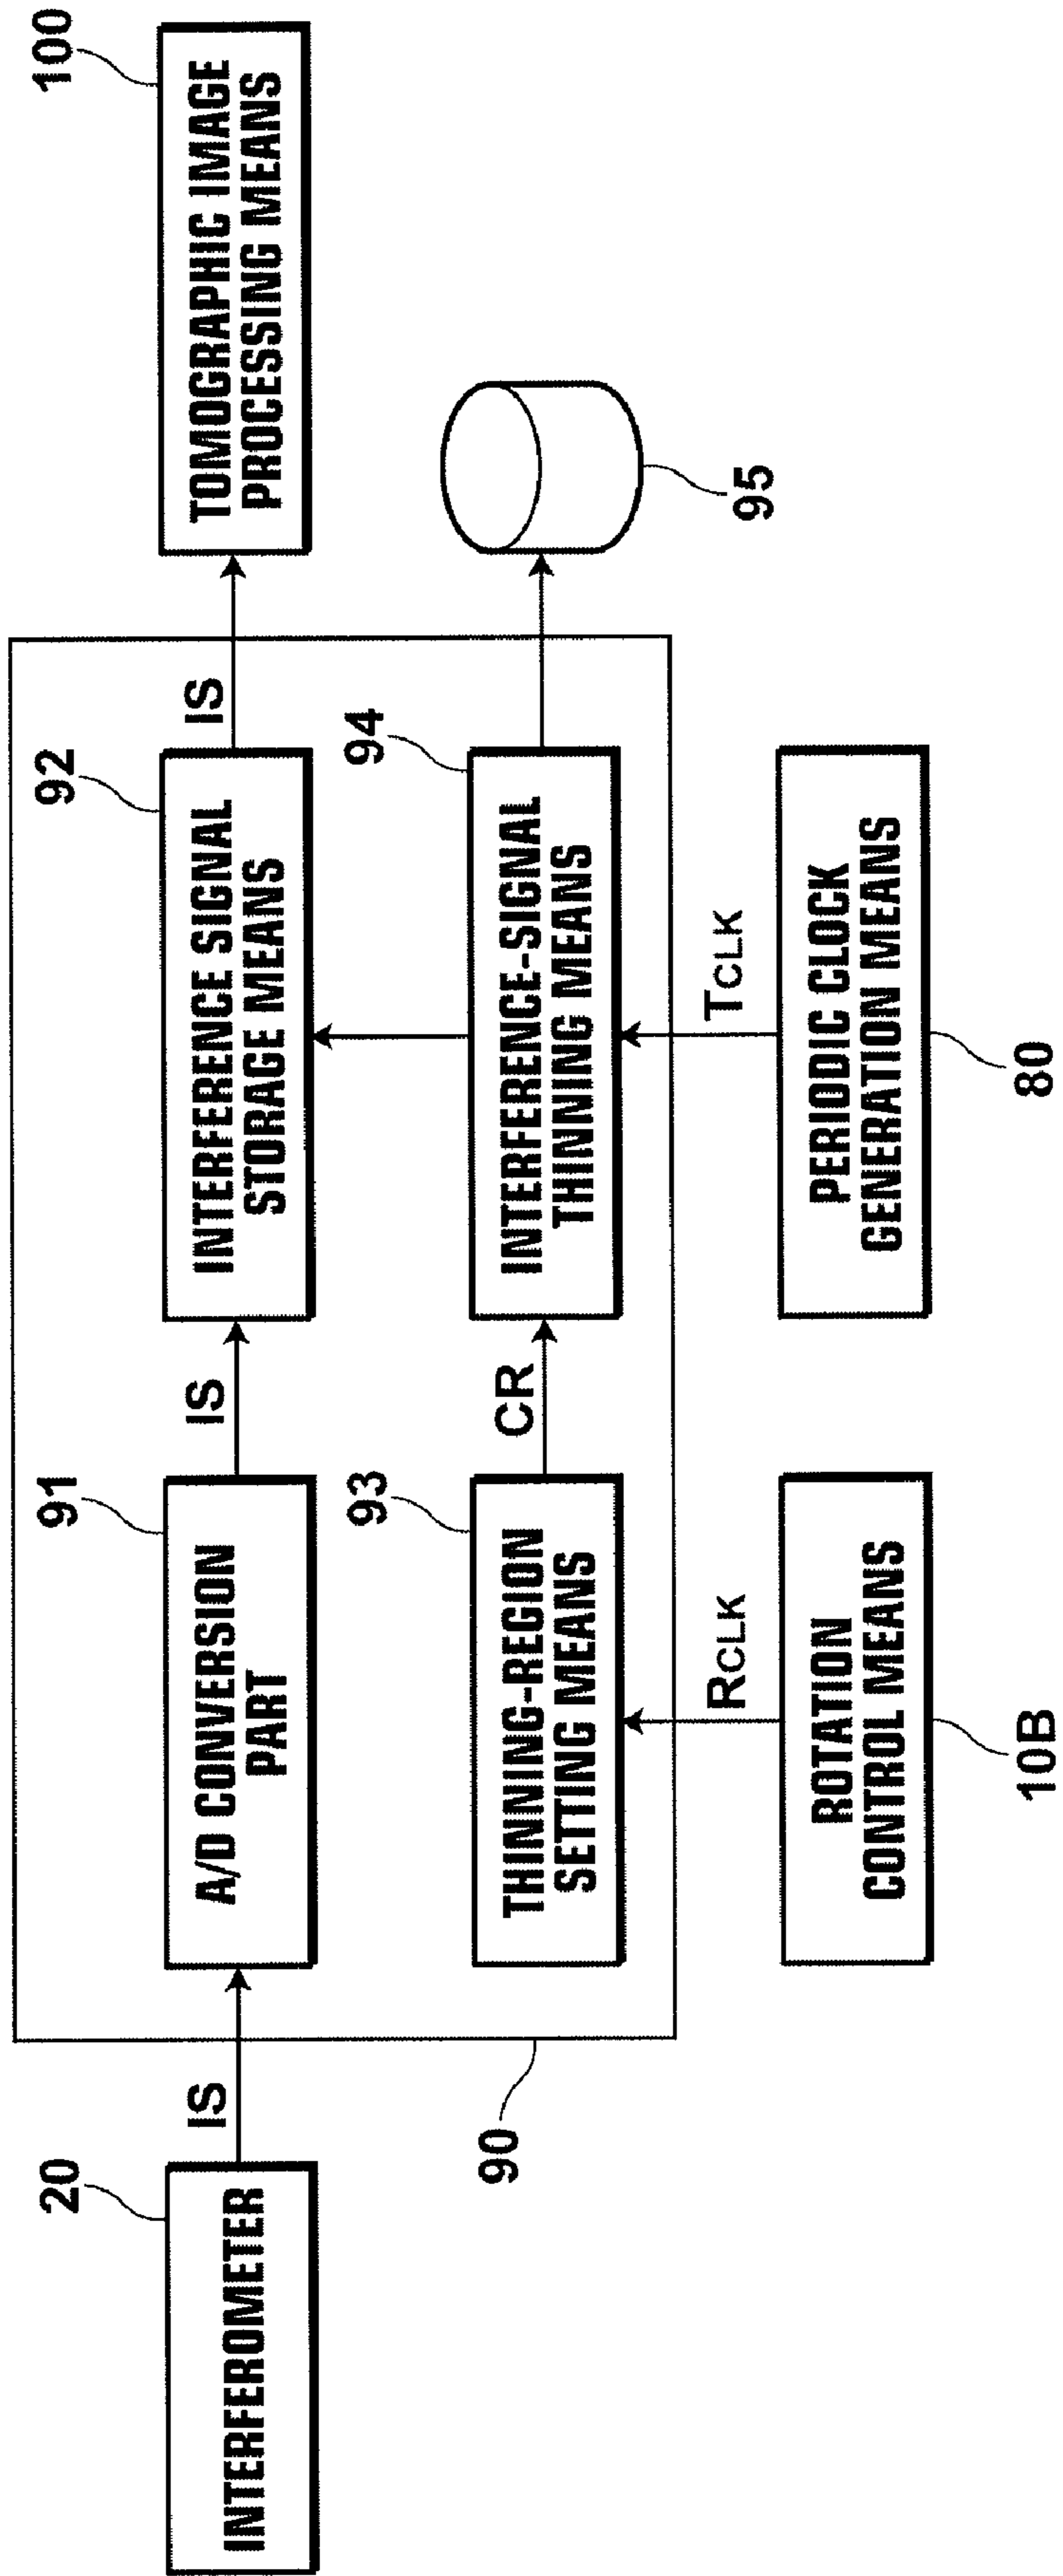 20
INTERFEROMETER
IS
90
91
A/D CONVERSION
PART
IS
92
INTERFERENCE SIGNAL
STORAGE MEANS
IS
100
TOMOGRAPHIC IMAGE
PROCESSING MEANS
93
THINNING-REGION
SETTING MEANS
CR
94
INTERFERENCE-SIGNAL
THINNING MEANS
95
RCLK
TCLK
ROTATION
CONTROL MEANS
10B
PERIODIC CLOCK
GENERATION MEANS
80